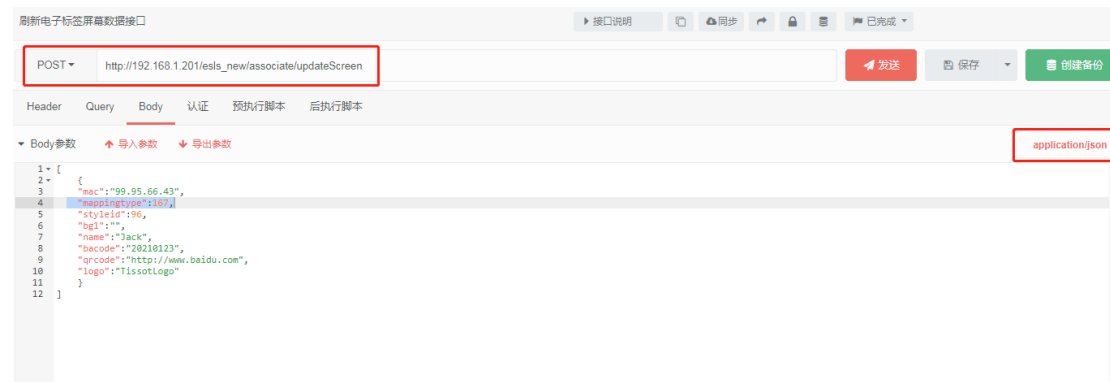 刷新电子标签屏幕数据接口 接口说明 同步 已完成
POST http://192.168.1.201/esls_new/associate/updateScreen 发送 保存 创建备份
Header Query Body 认证 预执行脚本 后执行脚本
Body参数 导入参数 导出参数 application/json
1 [
2 {
3 "mac":"99.95.66.43",
4 "mappingtype":167,
5 "styleid":96,
6 "bg1":"",
7 "name":"Jack",
8 "bacode":"20210123",
9 "qrcode":"http://www.baidu.com",
10 "logo":"TissotLogo"
11 }
12 ]